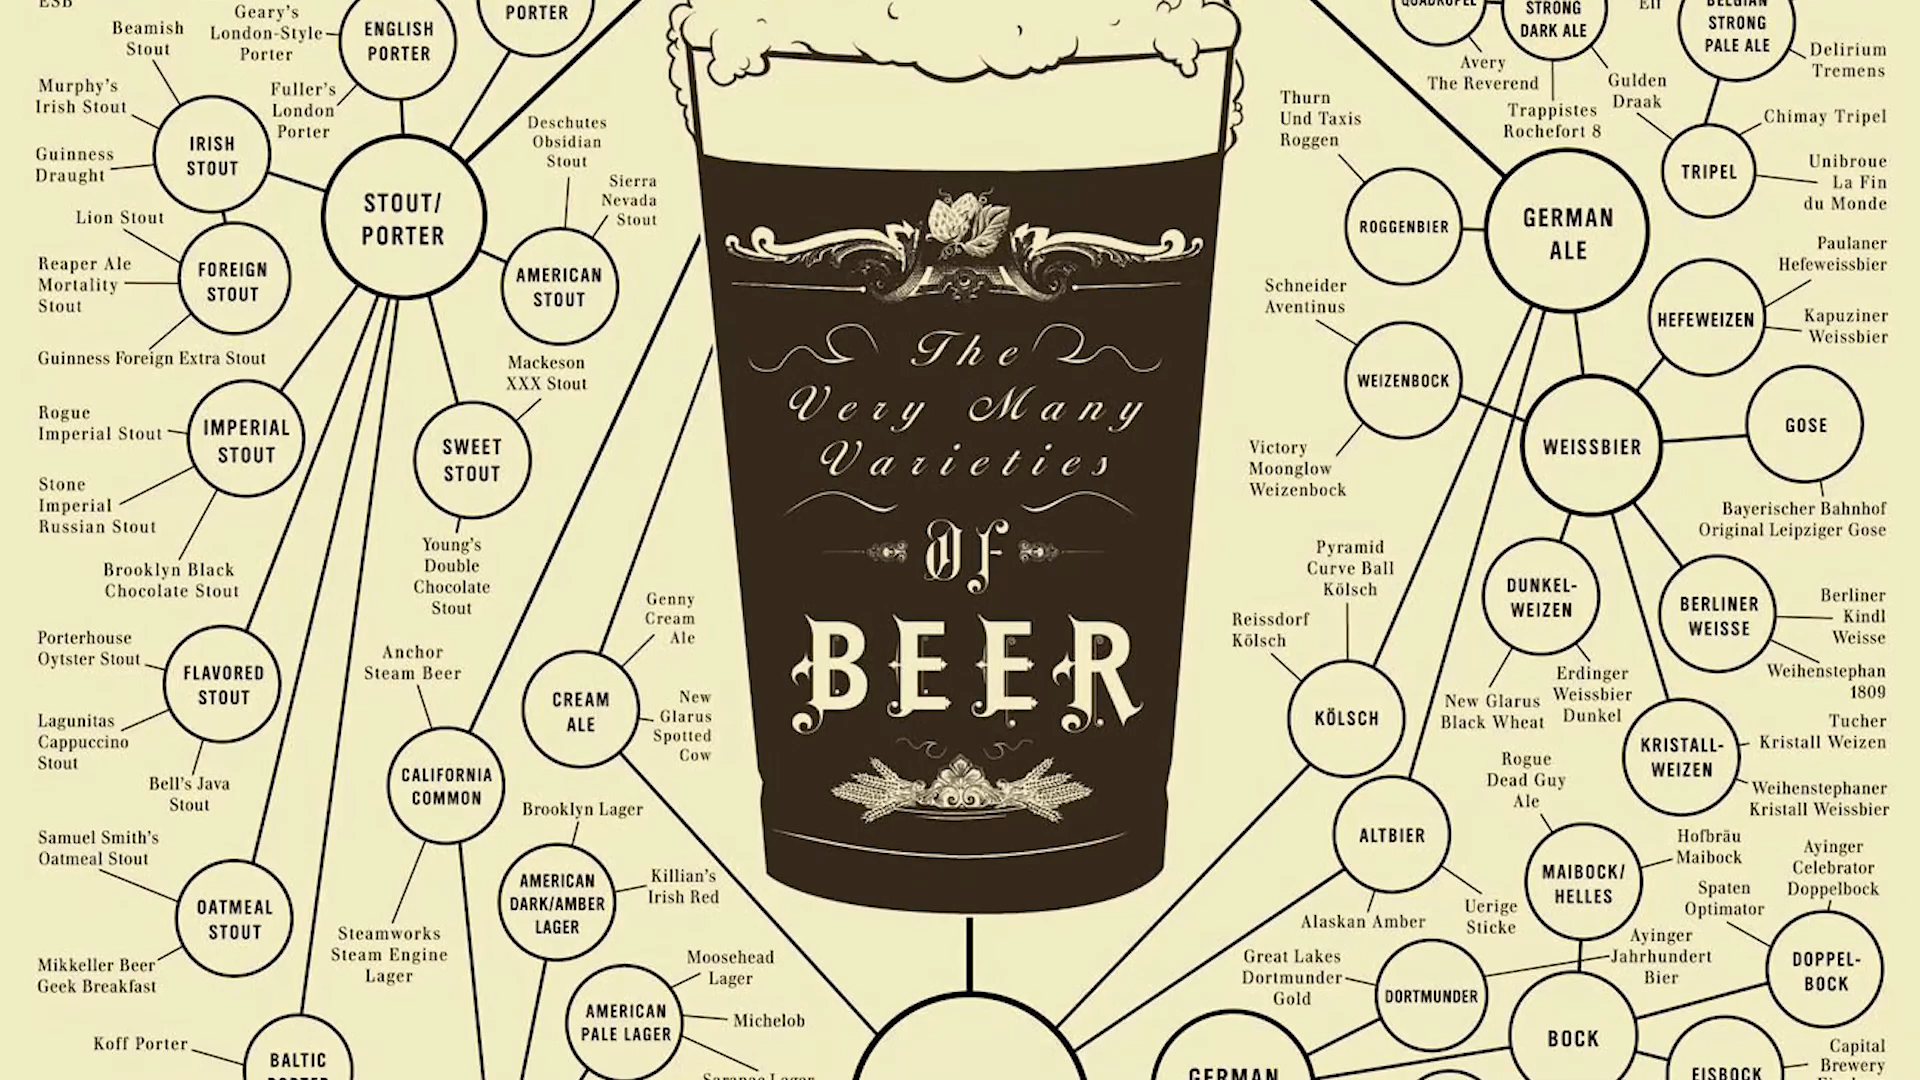 ESB
Geary's
London-Style
Porter
Beamish
Stout
ENGLISH
PORTER
PORTER
Murphy's
Irish Stout
Fuller's
London
Porter
IRISH
STOUT
Guinness
Draught
STOUT/
PORTER
Deschutes
Obsidian
Stout
Sierra
Nevada
Stout
Lion Stout
Reaper Ale
Mortality
Stout
FOREIGN
STOUT
AMERICAN
STOUT
Guinness Foreign Extra Stout
Mackeson
XXX Stout
Rogue
Imperial Stout
IMPERIAL
STOUT
SWEET
STOUT
Stone
Imperial
Russian Stout
Brooklyn Black
Chocolate Stout
Young's
Double
Chocolate
Stout
Porterhouse
Oytster Stout
FLAVORED
STOUT
Lagunitas
Cappuccino
Stout
Bell's Java
Stout
Anchor
Steam Beer
Genny
Cream
Ale
CREAM
ALE
New
Glarus
Spotted
Cow
CALIFORNIA
COMMON
Brooklyn Lager
Samuel Smith's
Oatmeal Stout
AMERICAN
DARK/AMBER
LAGER
Killian's
Irish Red
OATMEAL
STOUT
Steamworks
Steam Engine
Lager
Mikkeller Beer
Geek Breakfast
Moosehead
Lager
AMERICAN
PALE LAGER
Michelob
Saranac Lager
Koff Porter
BALTIC
PORTER
The
Very Many
Varieties
OF
BEER
QUADRUPEL
STRONG
DARK ALE
BELGIAN
STRONG
PALE ALE
Delirium
Tremens
Avery
The Reverend
Gulden
Draak
Trappistes
Rochefort 8
Thurn
Und Taxis
Roggen
Chimay Tripel
TRIPEL
Unibroue
La Fin
du Monde
ROGGENBIER
GERMAN
ALE
Paulaner
Hefeweissbier
Schneider
Aventinus
HEFEWEIZEN
Kapuziner
Weissbier
WEIZENBOCK
GOSE
WEISSBIER
Victory
Moonglow
Weizenbock
Bayerischer Bahnhof
Original Leipziger Gose
Pyramid
Curve Ball
Kölsch
DUNKEL-
WEIZEN
BERLINER
WEISSE
Berliner
Kindl
Weisse
Reissdorf
Kölsch
Weihenstephan
1809
New Glarus
Black Wheat
Erdinger
Weissbier
Dunkel
KÖLSCH
Tucher
Kristall Weizen
KRISTALL-
WEIZEN
Rogue
Dead Guy
Ale
Weihenstephaner
Kristall Weissbier
ALTBIER
Hofbräu
Maibock
Ayinger
Celebrator
Doppelbock
MAIBOCK/
HELLES
Spaten
Optimator
Alaskan Amber
Uerige
Sticke
Ayinger
Jahrhundert
Bier
Great Lakes
Dortmunder
Gold
DORTMUNDER
DOPPEL-
BOCK
BOCK
GERMAN
EISBOCK
Capital
Brewery